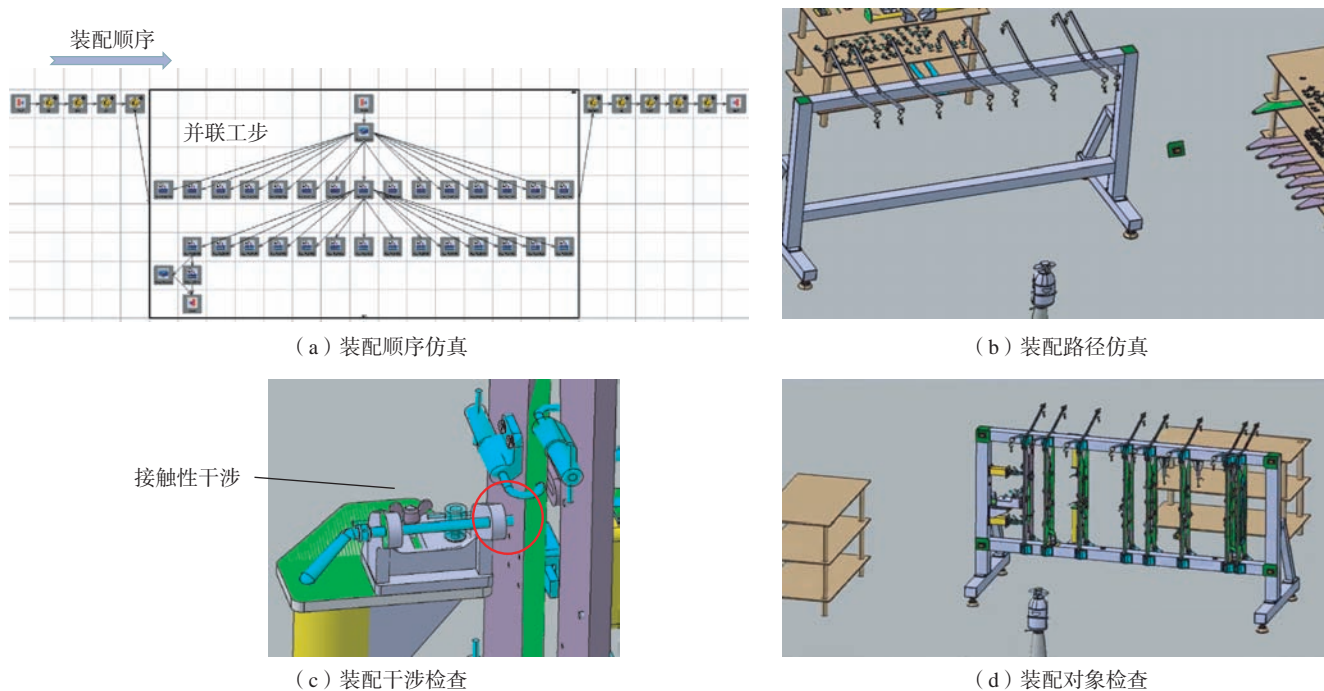 装配顺序
并联工步
（a）装配顺序仿真
（b）装配路径仿真
接触性干涉
（c）装配干涉检查
（d）装配对象检查